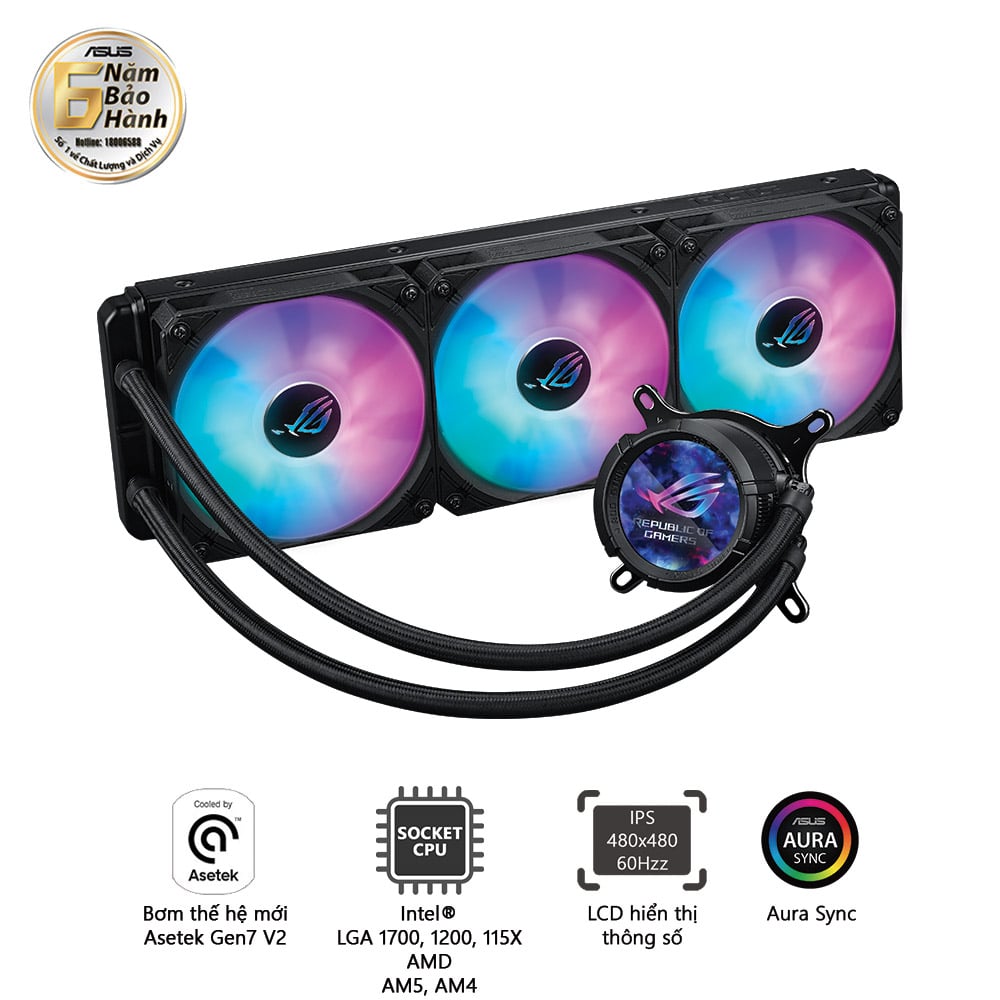 ASUS
6 Năm
Bảo
Hành
Hotline: 18006588
Số 1 về Chất Lượng và Dịch Vụ
REPUBLIC OF
GAMERS
Cooled by
Asetek™
Bơm thế hệ mới
Asetek Gen7 V2
SOCKET
CPU
Intel®
LGA 1700, 1200, 115X
AMD
AM5, AM4
IPS
480x480
60Hzz
LCD hiển thị
thông số
ASUS
AURA
SYNC
Aura Sync